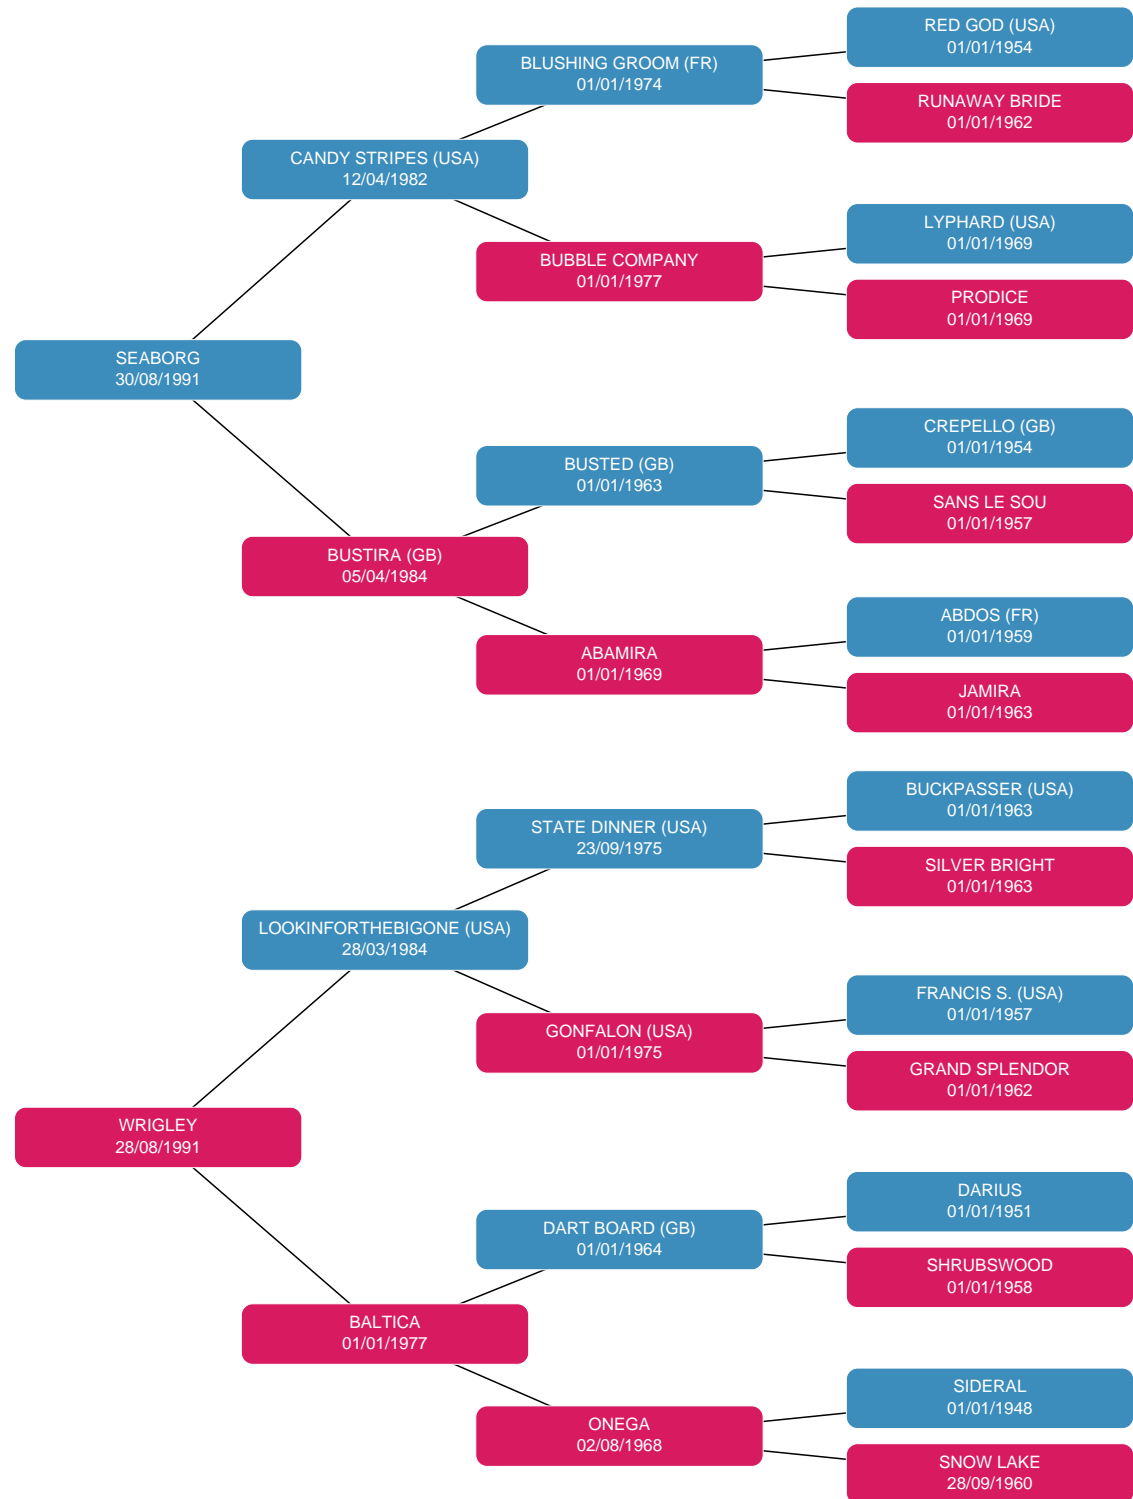 RED GOD (USA)
01/01/1954
BLUSHING GROOM (FR)
01/01/1974
RUNAWAY BRIDE
01/01/1962
CANDY STRIPES (USA)
12/04/1982
LYPHARD (USA)
01/01/1969
BUBBLE COMPANY
01/01/1977
PRODICE
01/01/1969
SEABORG
30/08/1991
CREPELLO (GB)
01/01/1954
BUSTED (GB)
01/01/1963
SANS LE SOU
01/01/1957
BUSTIRA (GB)
05/04/1984
ABDOS (FR)
01/01/1959
ABAMIRA
01/01/1969
JAMIRA
01/01/1963
BUCKPASSER (USA)
01/01/1963
STATE DINNER (USA)
23/09/1975
SILVER BRIGHT
01/01/1963
LOOKINFORTHEBIGONE (USA)
28/03/1984
FRANCIS S. (USA)
01/01/1957
GONFALON (USA)
01/01/1975
GRAND SPLENDOR
01/01/1962
WRIGLEY
28/08/1991
DARIUS
01/01/1951
DART BOARD (GB)
01/01/1964
SHRUBSWOOD
01/01/1958
BALTICA
01/01/1977
SIDERAL
01/01/1948
ONEGA
02/08/1968
SNOW LAKE
28/09/1960